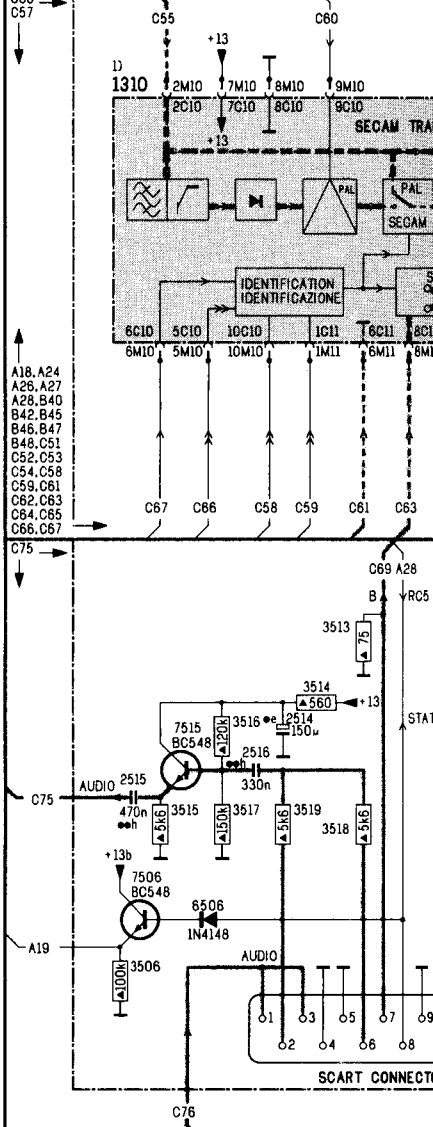 C57
C55
C60
+13
1)
1310
2M10
7M10
8M10
9M10
2C10
7C10
8C10
9C10
+13
SECAM TRA
PAL
PAL
SECAM
IDENTIFICATION
IDENTIFICAZIONE
6C10
5C10
10C10
1C11
6C11
8C1
6M10
5M10
10M10
1M11
6M11
8M1
A18,A24
A26,A27
A28,B40
B42,B45
B46,B47
B48,C51
C52,C53
C54,C58
C59,C61
C62,C63
C64,C65
C66,C67
C67
C66
C58
C59
C61
C63
C75
C69 A28
B
RC5
3513
75
STAT
3514
560
+13
7515
BC548
3516
120k
e
2514
150µ
h
2516
330n
AUDIO
2515
C75
470n
h
3515
5k6
150k
3517
5k6
3519
3518
5k6
+13b
7506
BC548
6506
1N4148
A19
100k
3506
AUDIO
1
3
5
7
9
2
4
6
8
SCART CONNECT
C76